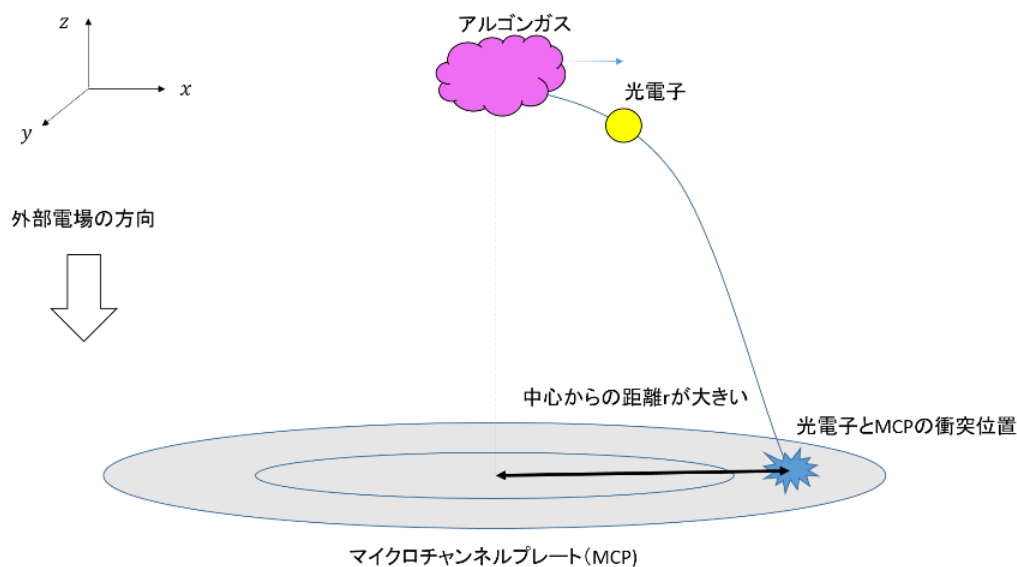 z
アルゴンガス
x
光電子
y
外部電場の方向
中心からの距離rが大きい
光電子とMCPの衝突位置
マイクロチャンネルプレート(MCP)